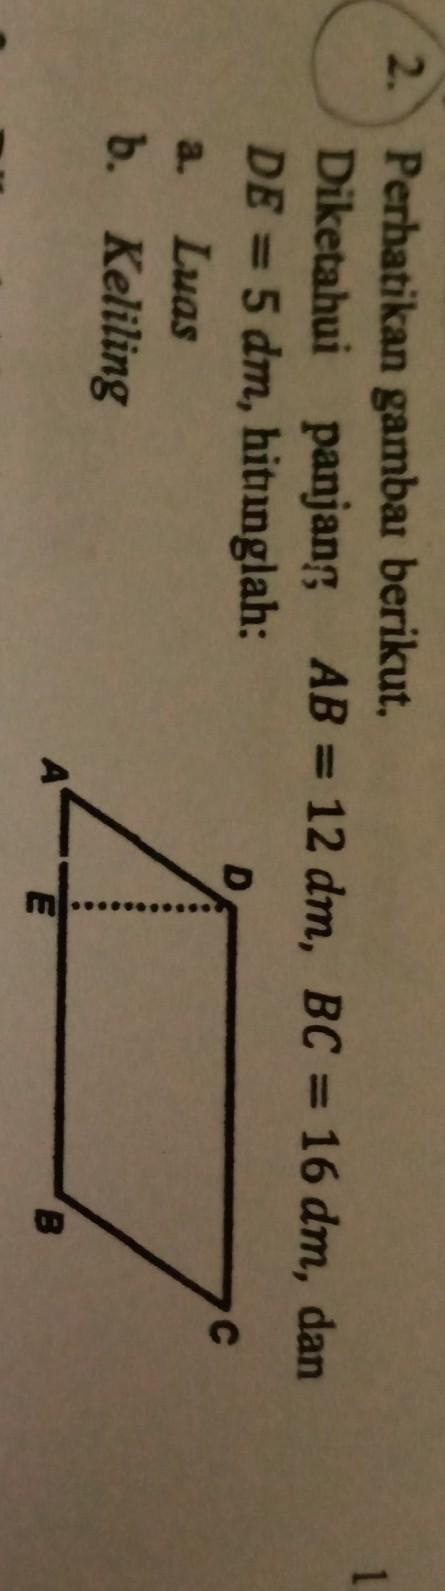 2. Perhatikan gambar berikut.
Diketahui panjang AB = 12 dm, BC = 16 dm, dan
DE = 5 dm, hitunglah:
a. Luas
b. Keliling
D
C
A
E
B
1